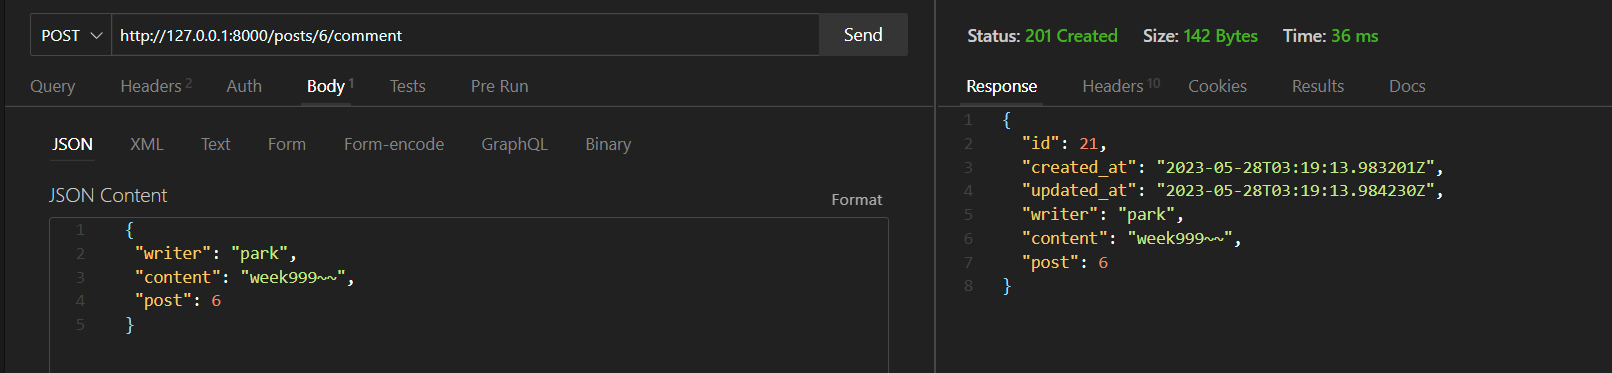 POST http://127.0.0.1:8000/posts/6/comment Send
Query Headers 2 Auth Body 1 Tests Pre Run
JSON XML Text Form Form-encode GraphQL Binary
JSON Content
Format
1 {
2 "writer": "park",
3 "content": "week999~~",
4 "post": 6
5 }
Status: 201 Created Size: 142 Bytes Time: 36 ms
Response Headers 10 Cookies Results Docs
1 {
2 "id": 21,
3 "created_at": "2023-05-28T03:19:13.983201Z",
4 "updated_at": "2023-05-28T03:19:13.984230Z",
5 "writer": "park",
6 "content": "week999~~",
7 "post": 6
8 }